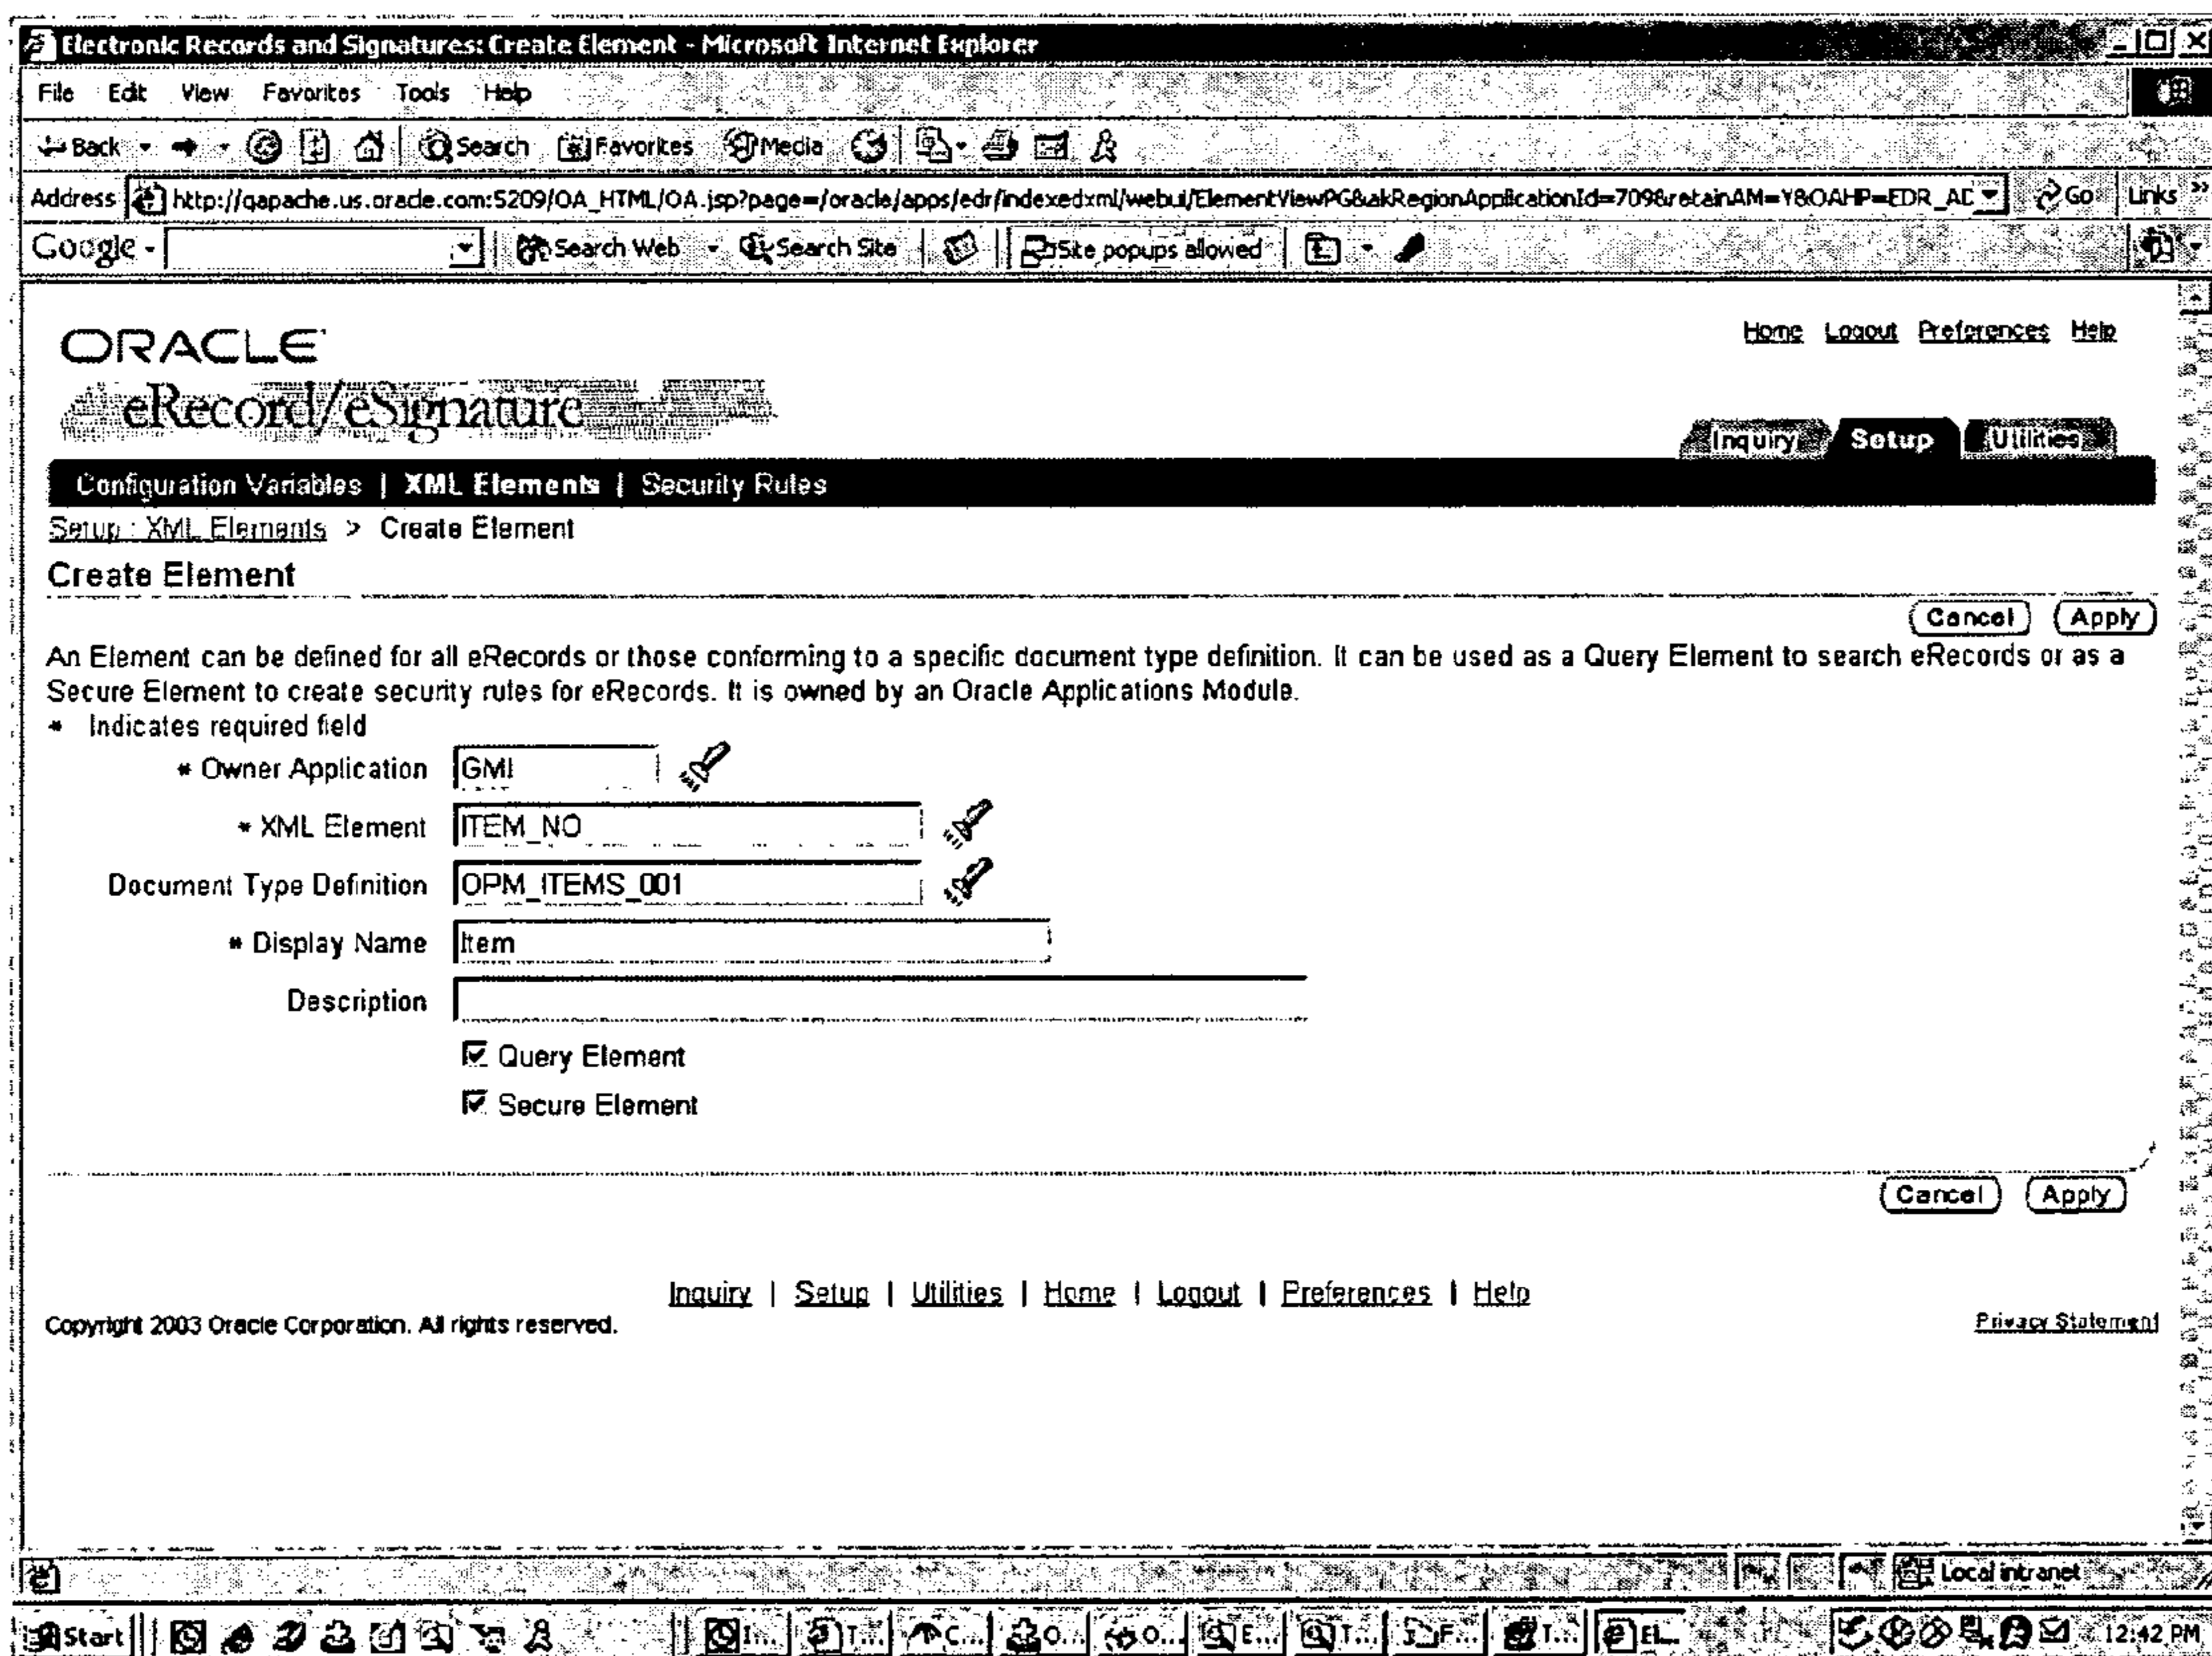 Electronic Records and Signatures: Create Element - Microsoft Internet Explorer
File Edit View Favorites Tools Help
Back Search Favorites Media
Address http://qapache.us.oracle.com:5209/OA_HTML/OA.jsp?page=/oracle/apps/edr/indexedxml/webui/ElementViewPG&akRegionApplicationId=709&retainAM=Y&OAHP=EDR_AD Go Links »
Google - Search Web Search Site Site popups allowed
ORACLE
Home Logout Preferences Help
eRecord/eSignature
Inquiry Setup Utilities
Configuration Variables | XML Elements | Security Rules
Setup : XML Elements > Create Element
Create Element
Cancel Apply
An Element can be defined for all eRecords or those conforming to a specific document type definition. It can be used as a Query Element to search eRecords or as a
Secure Element to create security rules for eRecords. It is owned by an Oracle Applications Module.
* Indicates required field
* Owner Application GMI
* XML Element ITEM_NO
Document Type Definition OPM_ITEMS_001
* Display Name Item
Description
Query Element
Secure Element
Cancel Apply
Inquiry | Setup | Utilities | Home | Logout | Preferences | Help
Copyright 2003 Oracle Corporation. All rights reserved.
Privacy Statement
Local intranet
Start I... T... C... O... O... E... T... F... T... El... 12:42 PM